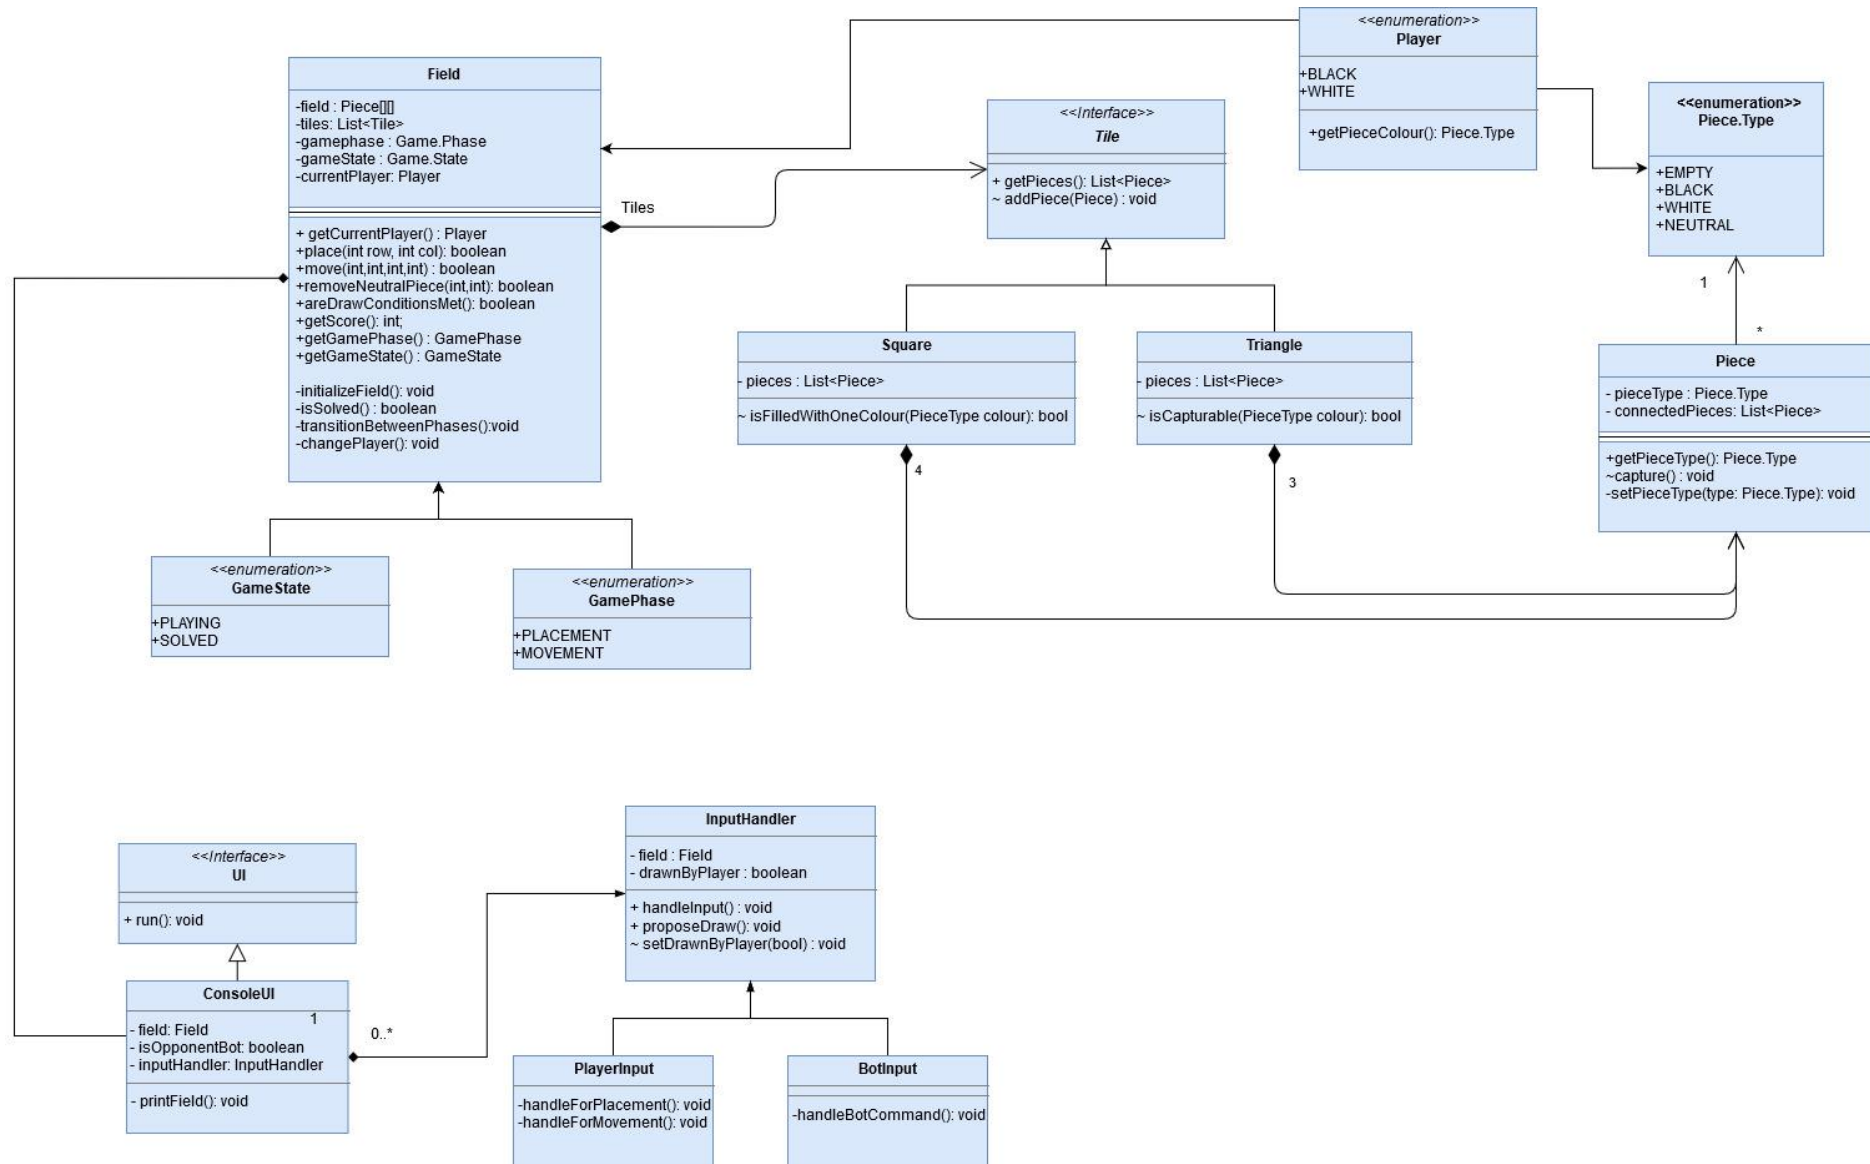 <<enumeration>>
Player
+BLACK
+WHITE
+getPieceColour(): Piece.Type
Field
-field : Piece[][]
-tiles: List<Tile>
-gamephase : Game.Phase
-gameState : Game.State
-currentPlayer: Player
+ getCurrentPlayer() : Player
+place(int row, int col): boolean
+move(int,int,int,int) : boolean
+removeNeutralPiece(int,int): boolean
+areDrawConditionsMet(): boolean
+getScore(): int;
+getGamePhase() : GamePhase
+getGameState() : GameState
-initializeField(): void
-isSolved() : boolean
-transitionBetweenPhases():void
-changePlayer(): void
Tiles
<<Interface>>
Tile
+ getPieces(): List<Piece>
~ addPiece(Piece) : void
<<enumeration>>
Piece.Type
+EMPTY
+BLACK
+WHITE
+NEUTRAL
1
*
Square
- pieces : List<Piece>
~ isFilledWithOneColour(PieceType colour): bool
4
Triangle
- pieces : List<Piece>
~ isCapturable(PieceType colour): bool
3
Piece
- pieceType : Piece.Type
- connectedPieces: List<Piece>
+getPieceType(): Piece.Type
~capture() : void
-setPieceType(type: Piece.Type): void
<<enumeration>>
GameState
+PLAYING
+SOLVED
<<enumeration>>
GamePhase
+PLACEMENT
+MOVEMENT
<<Interface>>
UI
+ run(): void
ConsoleUI
1
- field: Field
- isOpponentBot: boolean
- inputHandler: InputHandler
- printField(): void
0..*
InputHandler
- field : Field
- drawnByPlayer : boolean
+ handleInput() : void
+ proposeDraw(): void
~ setDrawnByPlayer(bool) : void
PlayerInput
-handleForPlacement(): void
-handleForMovement(): void
BotInput
-handleBotCommand(): void